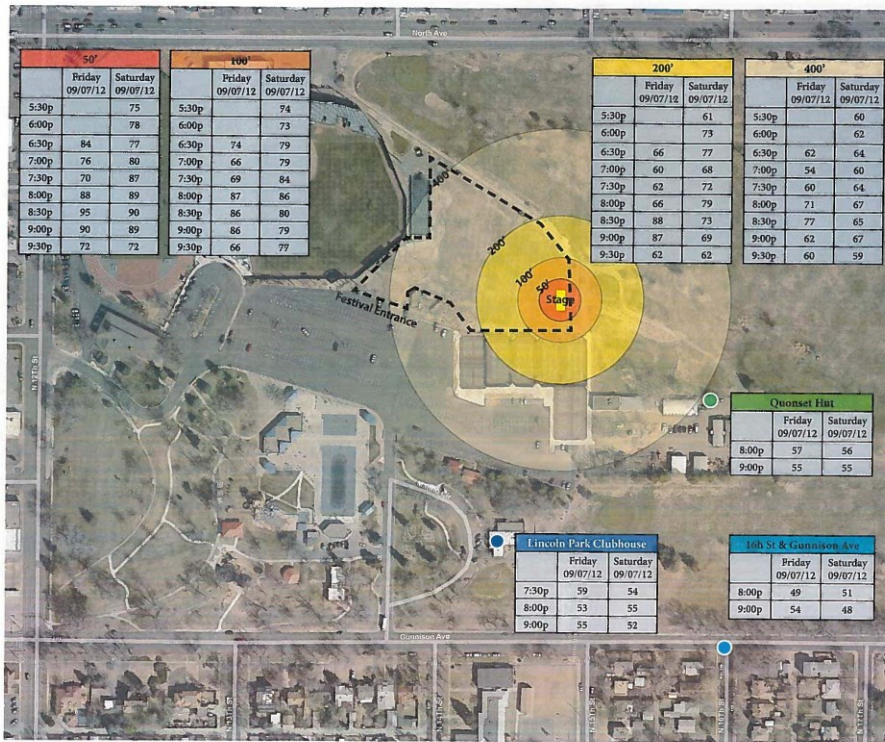 North Ave
50'
Friday 09/07/12 Saturday 09/07/12
5:30p 75
6:00p 78
6:30p 84 77
7:00p 76 80
7:30p 70 87
8:00p 88 89
8:30p 95 90
9:00p 90 89
9:30p 72 72
100'
Friday 09/07/12 Saturday 09/07/12
5:30p 74
6:00p 73
6:30p 74 79
7:00p 66 79
7:30p 69 84
8:00p 87 86
8:30p 86 80
9:00p 86 79
9:30p 66 77
200'
Friday 09/07/12 Saturday 09/07/12
5:30p 61
6:00p 73
6:30p 66 77
7:00p 60 68
7:30p 62 72
8:00p 66 79
8:30p 88 73
9:00p 87 69
9:30p 62 62
400'
Friday 09/07/12 Saturday 09/07/12
5:30p 60
6:00p 62
6:30p 62 64
7:00p 54 60
7:30p 60 64
8:00p 71 67
8:30p 77 65
9:00p 62 67
9:30p 60 59
400'
200'
100'
50'
Stage
Festival Entrance
N 12Th St
Quonset Hut
Friday 09/07/12 Saturday 09/07/12
8:00p 57 56
9:00p 55 55
Lincoln Park Clubhouse
Friday 09/07/12 Saturday 09/07/12
7:30p 59 54
8:00p 53 55
9:00p 55 52
16h St & Gunnison Ave
Friday 09/07/12 Saturday 09/07/12
8:00p 49 51
9:00p 54 48
Gunnison Ave
N 13Th St
N 15Th St
N 16Th St
N 17Th St